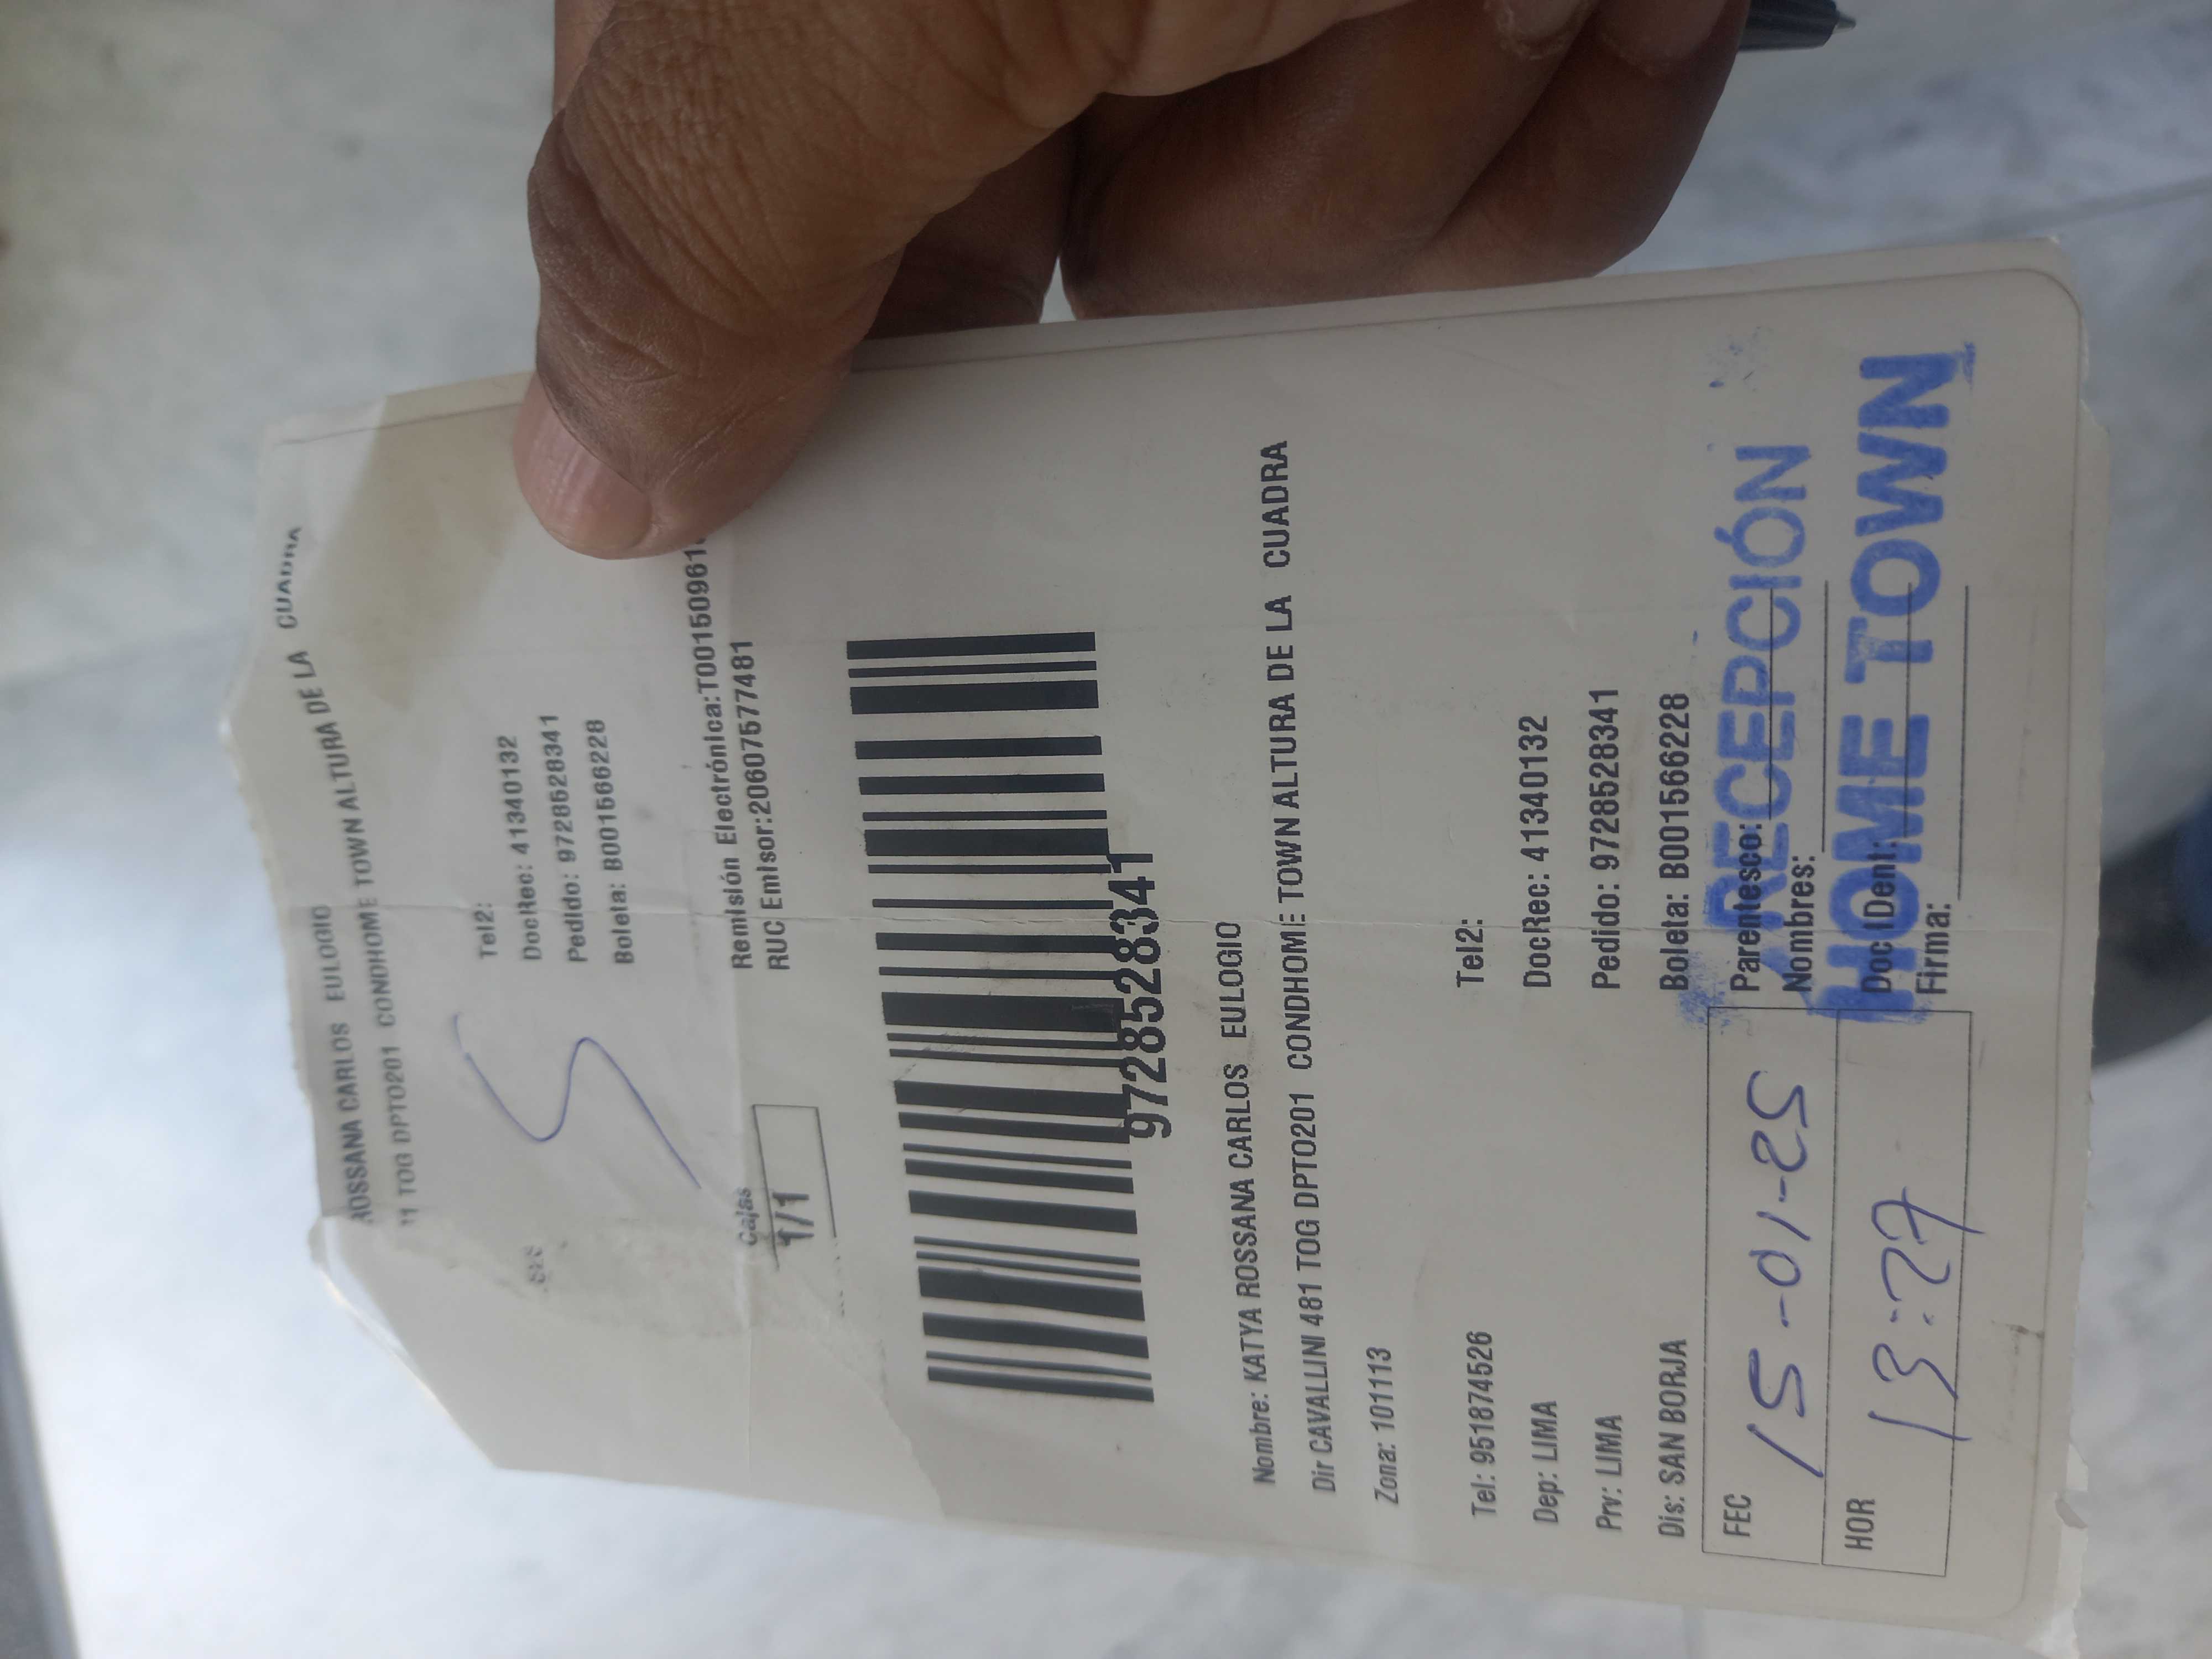 ROSSANA CARLOS EULOGIO
1 TOG DPTO201 CONDHOME TOWN ALTURA DE LA CUADRA
Tel2:
DocRec: 41340132
Pedido: 9728528341
Boleta: B001566228
Remisión Electrónica:T00150961
RUC Emisor:20607577481
Cajas
1/1
9728528341
Nombre: KATYA ROSSANA CARLOS EULOGIO
Dir CAVALLINI 481 TOG DPTO201 CONDHOME TOWN ALTURA DE LA CUADRA
Zona: 101113
Tel: 951874526 Tel2:
Dep: LIMA DocRec: 41340132
Prv: LIMA Pedido: 9728528341
Dis: SAN BORJA Boleta: B001566228
FEC 15-01-25 Parentesco:
RECEPCIÓN
Nombres:
HOR 13:27 Doc Ident:
HOME TOWN
Firma: